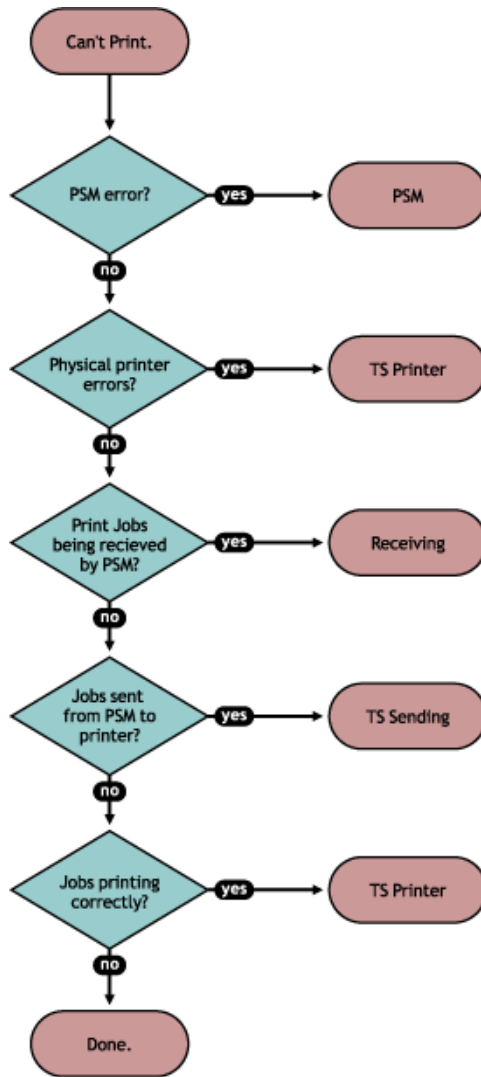 Can't Print.
PSM error?
yes
PSM
no
Physical printer
errors?
yes
TS Printer
no
Print Jobs
being recieved
by PSM?
yes
Receiving
no
Jobs sent
from PSM to
printer?
yes
TS Sending
no
Jobs printing
correctly?
yes
TS Printer
no
Done.